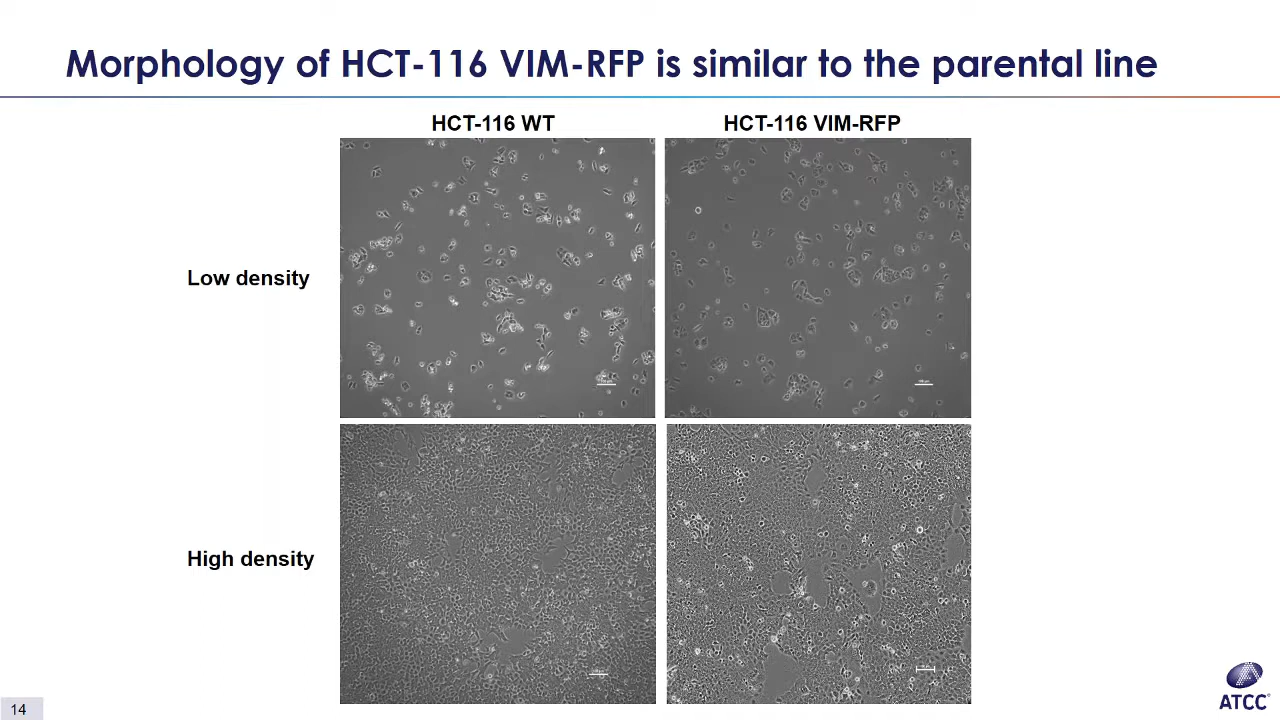 Morphology of HCT-116 VIM-RFP is similar to the parental line
HCT-116 WT
HCT-116 VIM-RFP
Low density
High density
14
ATCC